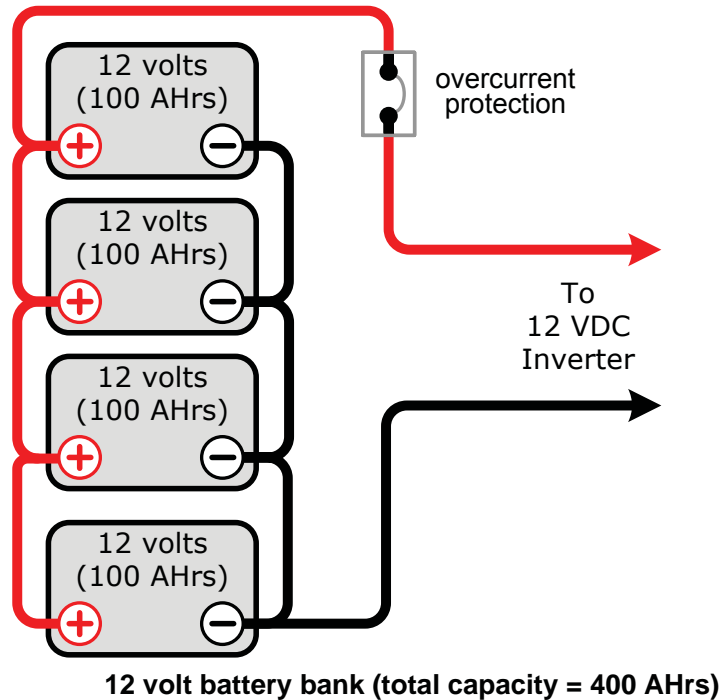 12 volts
(100 AHrs)
+ −
overcurrent
protection
12 volts
(100 AHrs)
+ −
To
12 VDC
Inverter
12 volts
(100 AHrs)
+ −
12 volts
(100 AHrs)
+ −
12 volt battery bank (total capacity = 400 AHrs)